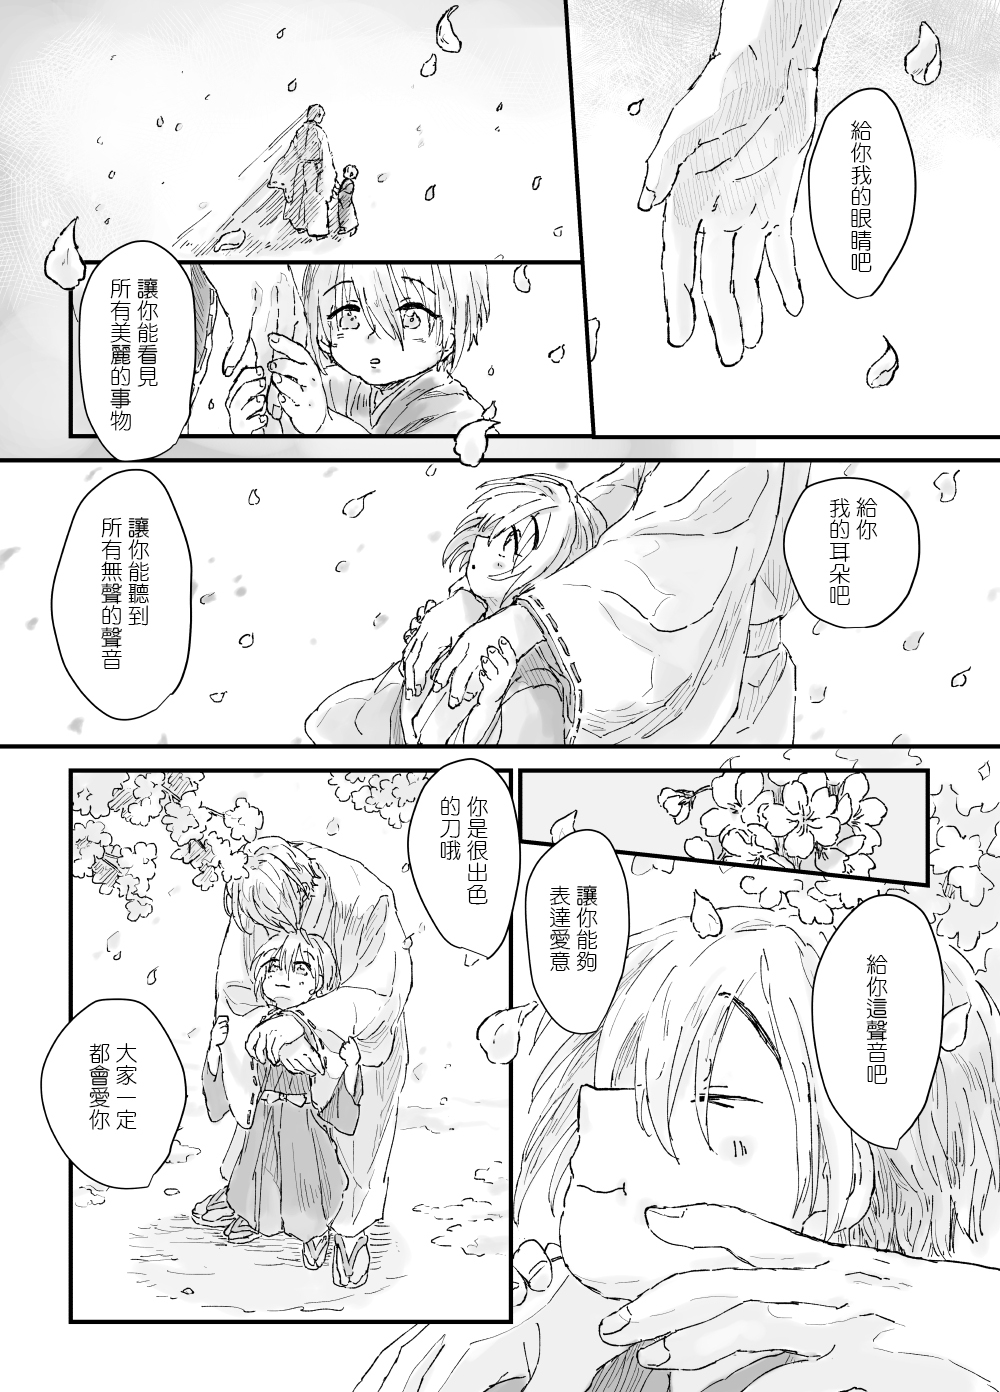 給你我的眼睛吧
讓你能看見
所有美麗的事物
給你
我的耳朵吧
讓你能聽到
所有無聲的聲音
給你這聲音吧
讓你能夠
表達愛意
你是很出色
的刀哦
大家一定
都會愛你